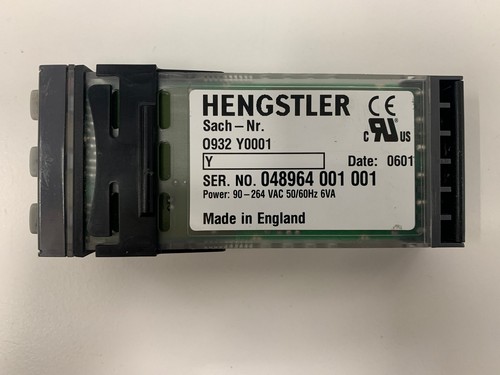 HENGSTLER
CE
Sach-Nr.
c RU US
0932 Y0001
Y
Date: 0601
SER. NO. 048964 001 001
Power: 90-264 VAC 50/60Hz 6VA
Made in England